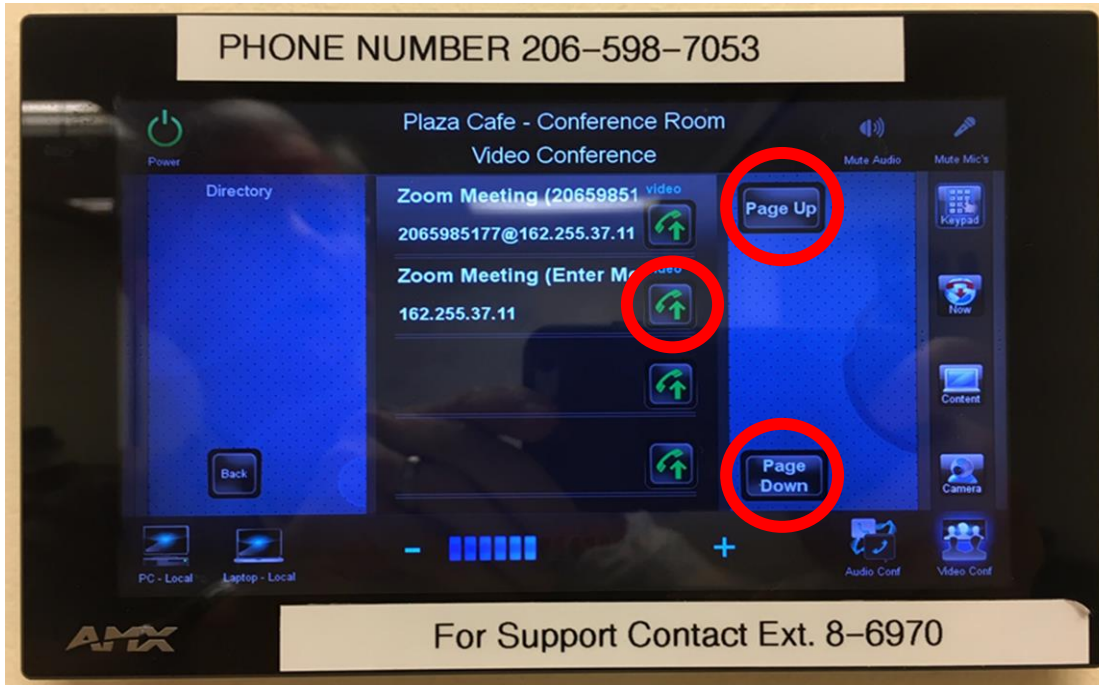 PHONE NUMBER 206-598-7053
Plaza Cafe - Conference Room
Video Conference
Power
Mute Audio
Mute Mic's
Directory
Zoom Meeting (20659851
video
2065985177@162.255.37.11
Page Up
Keypad
Zoom Meeting (Enter Me
video
162.255.37.11
Now
Content
Back
Page
Down
Camera
PC - Local
Laptop - Local
-
+
Audio Conf
Video Conf
AMX
For Support Contact Ext. 8-6970